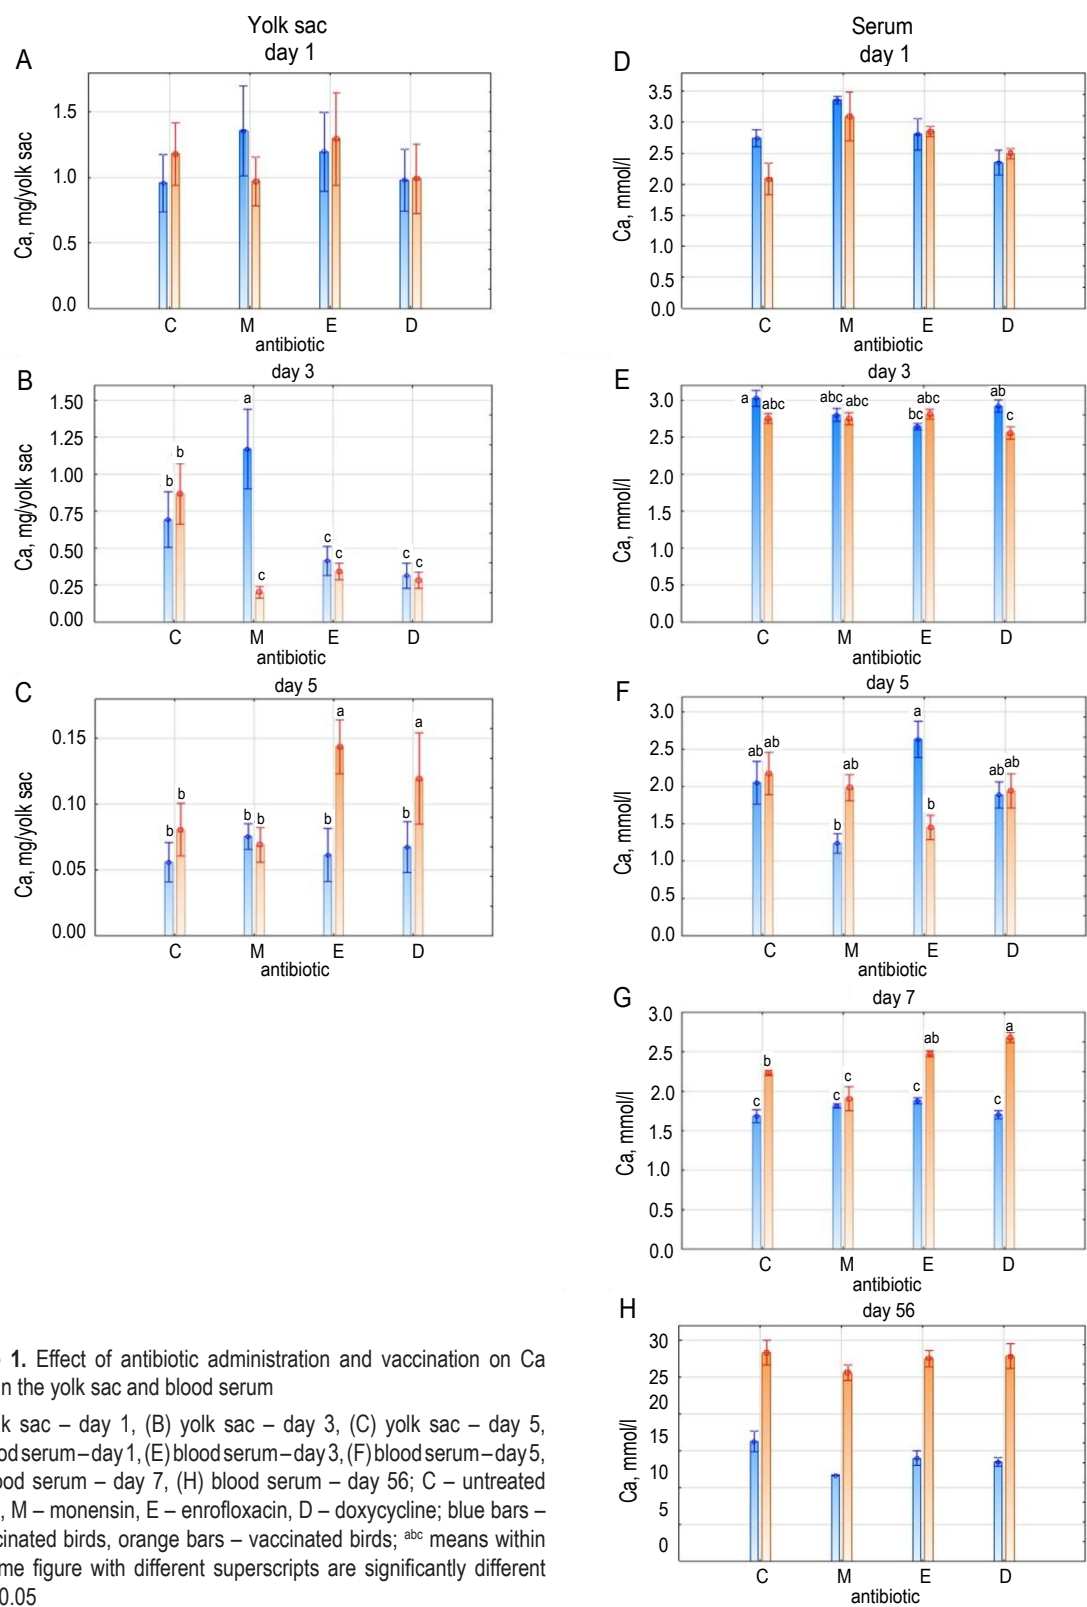 Yolk sac
day 1
A
Ca, mg/yolk sac
1.5
1.0
0.5
0.0
C M E D
antibiotic
B
day 3
Ca, mg/yolk sac
1.50
1.25
1.00
0.75
0.50
0.25
0.00
b b a c c c c c
C M E D
antibiotic
C
day 5
Ca, mg/yolk sac
0.15
0.10
0.05
0.00
b b b b b a b a
C M E D
antibiotic
Serum
day 1
D
Ca, mmol/l
3.5
3.0
2.5
2.0
1.5
1.0
0.5
0.0
C M E D
antibiotic
E
day 3
Ca, mmol/l
3.0
2.5
2.0
1.5
1.0
0.5
0.0
a abc abc abc bc abc ab c
C M E D
antibiotic
F
day 5
Ca, mmol/l
3.0
2.5
2.0
1.5
1.0
0.5
0.0
ab ab b ab a b ab ab
C M E D
antibiotic
G
day 7
Ca, mmol/l
3.0
2.5
2.0
1.5
1.0
0.5
0.0
c b c c c ab c a
C M E D
antibiotic
H
day 56
Ca, mmol/l
30
25
20
15
10
5
0
C M E D
antibiotic
1. Effect of antibiotic administration and vaccination on Ca
n the yolk sac and blood serum
k sac – day 1, (B) yolk sac – day 3, (C) yolk sac – day 5,
od serum – day 1, (E) blood serum – day 3, (F) blood serum – day 5,
ood serum – day 7, (H) blood serum – day 56; C – untreated
, M – monensin, E – enrofloxacin, D – doxycycline; blue bars –
cinated birds, orange bars – vaccinated birds; abc means within
me figure with different superscripts are significantly different
0.05